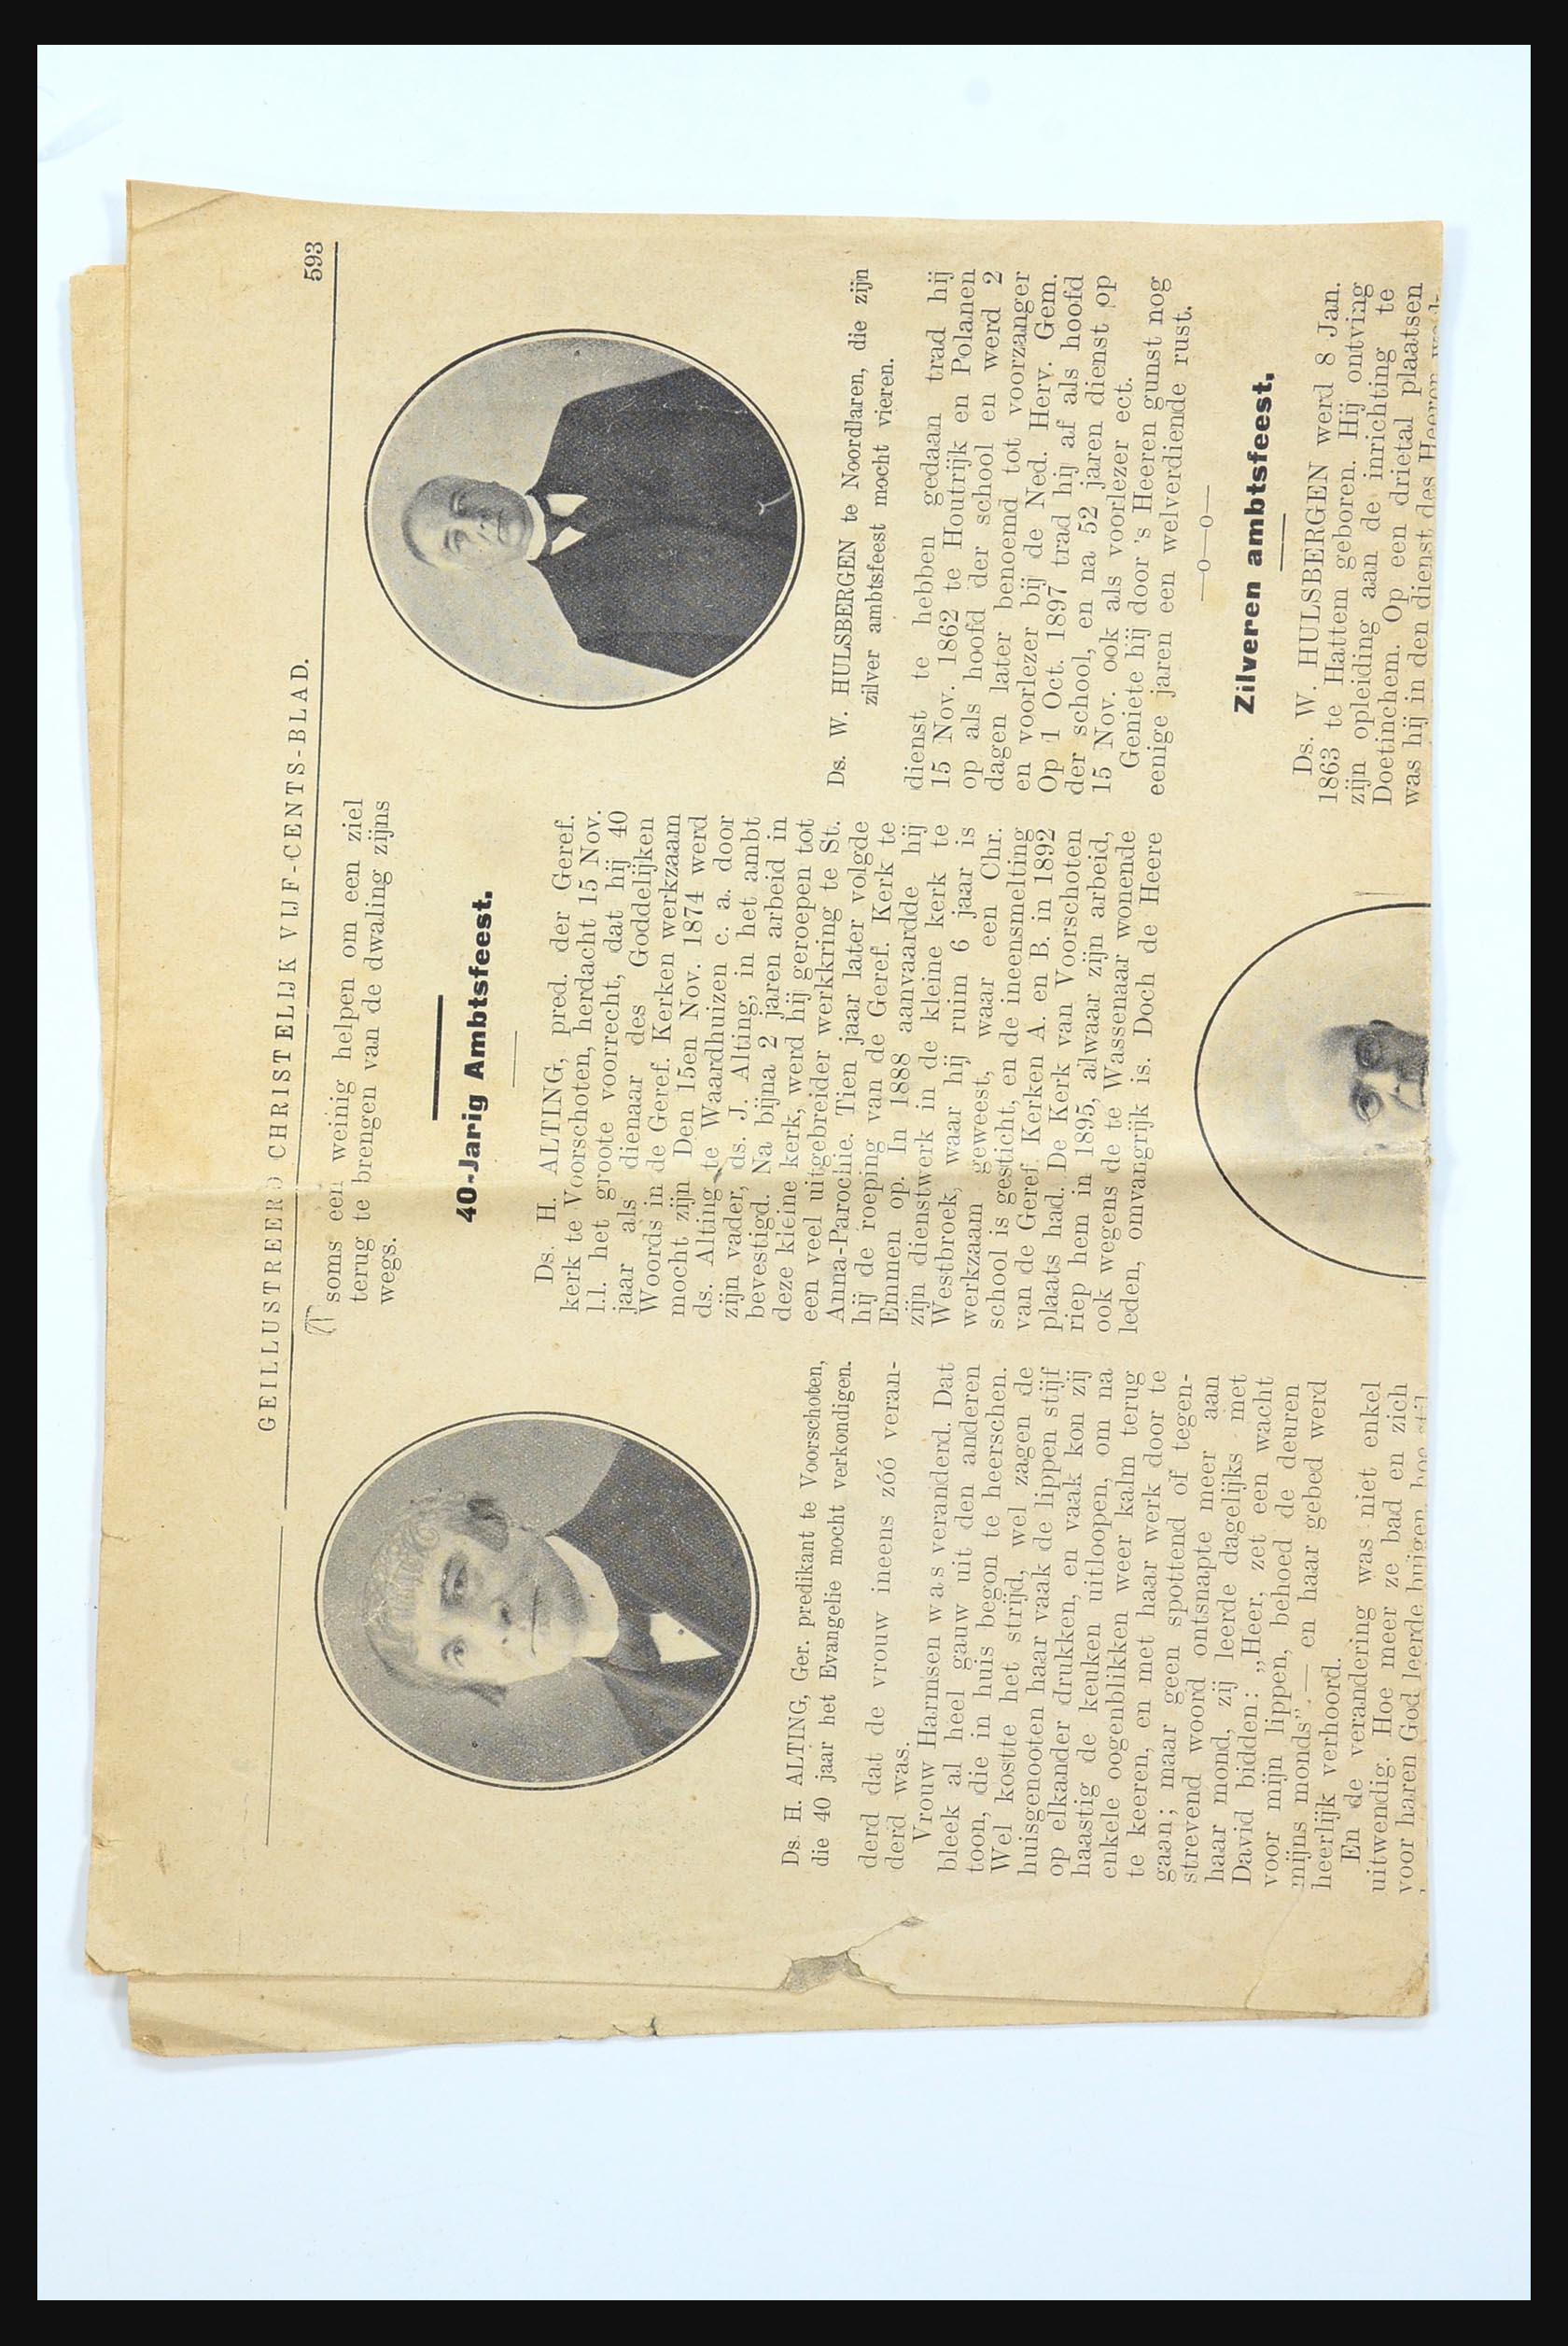 GEILLUSTREERD CHRISTELIJK VIJF-CENTS-BLAD.
593
Ds. H. ALTING, Ger. predikant te Voorschoten,
die 40 jaar het Evangelie mocht verkondigen.
derd dat de vrouw ineens zóó veran-
derd was.
Vrouw Harmsen was veranderd. Dat
bleek al heel gauw uit den anderen
toon, die in huis begon te heerschen.
Wel kostte het strijd, wel zagen de
huisgenooten haar vaak de lippen stijf
op elkander drukken, en vaak kon zij
haastig de keuken uitloopen, om na
enkele oogenblikken weer kalm terug
te keeren, en met haar werk door te
gaan; maar geen spottend of tegen-
strevend woord ontsnapte meer aan
haar mond, zij leerde dagelijks met
David bidden: „Heer, zet een wacht
voor mijn lippen, behoed de deuren
mijns monds” — en haar gebed werd
heerlijk verhoord.
En de verandering was niet enkel
uitwendig. Hoe meer ze bad en zich
voor haren God leerde buigen, hoe
soms een weinig helpen om een ziel
terug te brengen van de dwaling zijns
wegs.
40-Jarig Ambtsfeest.
Ds. H. ALTING, pred. der Geref.
kerk te Voorschoten, herdacht 15 Nov.
l.l. het groote voorrecht, dat hij 40
jaar als dienaar des Goddelijken
Woords in de Geref. Kerken werkzaam
mocht zijn. Den 15en Nov. 1874 werd
ds. Alting te Waardhuizen c. a. door
zijn vader, ds. J. Alting, in het ambt
bevestigd. Na bijna 2 jaren arbeid in
deze kleine kerk, werd hij geroepen tot
een veel uitgebreider werkkring te St.
Anna-Parochie. Tien jaar later volgde
hij de roeping van de Geref. Kerk te
Emmen op. In 1888 aanvaardde hij
zijn dienstwerk in de kleine kerk te
Westbroek, waar hij ruim 6 jaar is
werkzaam geweest, waar een Chr.
school is gesticht, en de ineensmelting
van de Geref. Kerken A. en B. in 1892
plaats had. De Kerk van Voorschoten
riep hem in 1895, alwaar zijn arbeid,
ook wegens de te Wassenaar wonende
leden, omvangrijk is. Doch de Heere
Ds. W. HULSBERGEN te Noordlaren, die zijn
zilver ambtsfeest mocht vieren.
dienst te hebben gedaan trad hij
15 Nov. 1862 te Houtrijk en Polanen
op als hoofd der school en werd 2
dagen later benoemd tot voorzanger
en voorlezer bij de Ned. Herv. Gem.
Op 1 Oct. 1897 trad hij af als hoofd
der school, en na 52 jaren dienst op
15 Nov. ook als voorlezer ect.
Geniete hij door 's Heeren gunst nog
eenige jaren een welverdiende rust.
—o—o—
Zilveren ambtsfeest.
Ds. W. HULSBERGEN werd 8 Jan.
1863 te Hattem geboren. Hij ontving
zijn opleiding aan de inrichting te
Doetinchem. Op een drietal plaatsen
was hij in den dienst des Heeren